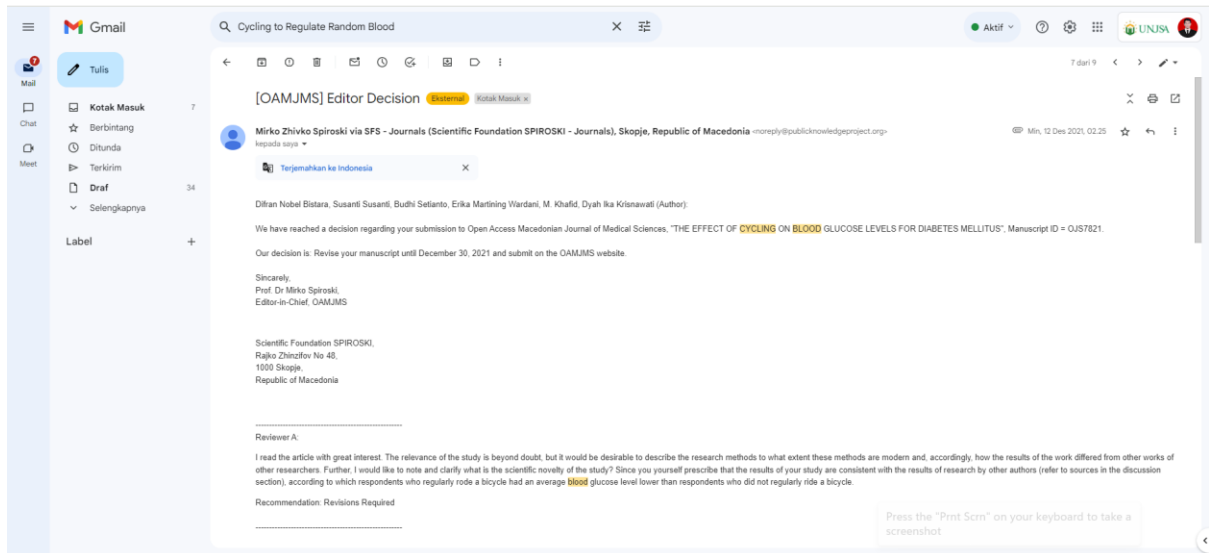 Gmail
Cycling to Regulate Random Blood
Aktif
UNUSA
7
Mail
Chat
Meet
Tulis
Kotak Masuk 7
Berbintang
Ditunda
Terkirim
Draf 34
Selengkapnya
Label +
7 dari 9
[OAMJMS] Editor Decision Eksternal Kotak Masuk x
Mirko Zhivko Spiroski via SFS - Journals (Scientific Foundation SPIROSKI - Journals), Skopje, Republic of Macedonia <noreply@publicknowledgeproject.org>
Min, 12 Des 2021, 02.25
kepada saya
Terjemahkan ke Indonesia
Difran Nobel Bistara, Susanti Susanti, Budhi Setianto, Erika Martining Wardani, M. Khafid, Dyah Ika Krisnawati (Author):
We have reached a decision regarding your submission to Open Access Macedonian Journal of Medical Sciences, "THE EFFECT OF CYCLING ON BLOOD GLUCOSE LEVELS FOR DIABETES MELLITUS", Manuscript ID = OJS7821.
Our decision is: Revise your manuscript until December 30, 2021 and submit on the OAMJMS website.
Sincarely,
Prof. Dr Mirko Spiroski,
Editor-in-Chief, OAMJMS
Scientific Foundation SPIROSKI,
Rajko Zhinzifov No 48,
1000 Skopje,
Republic of Macedonia
------------------------------------------------------
Reviewer A:
I read the article with great interest. The relevance of the study is beyond doubt, but it would be desirable to describe the research methods to what extent these methods are modern and, accordingly, how the results of the work differed from other works of
other researchers. Further, I would like to note and clarify what is the scientific novelty of the study? Since you yourself prescribe that the results of your study are consistent with the results of research by other authors (refer to sources in the discussion
section), according to which respondents who regularly rode a bicycle had an average blood glucose level lower than respondents who did not regularly ride a bicycle.
Recommendation: Revisions Required
------------------------------------------------------
Press the "Prnt Scrn" on your keyboard to take a
screenshot